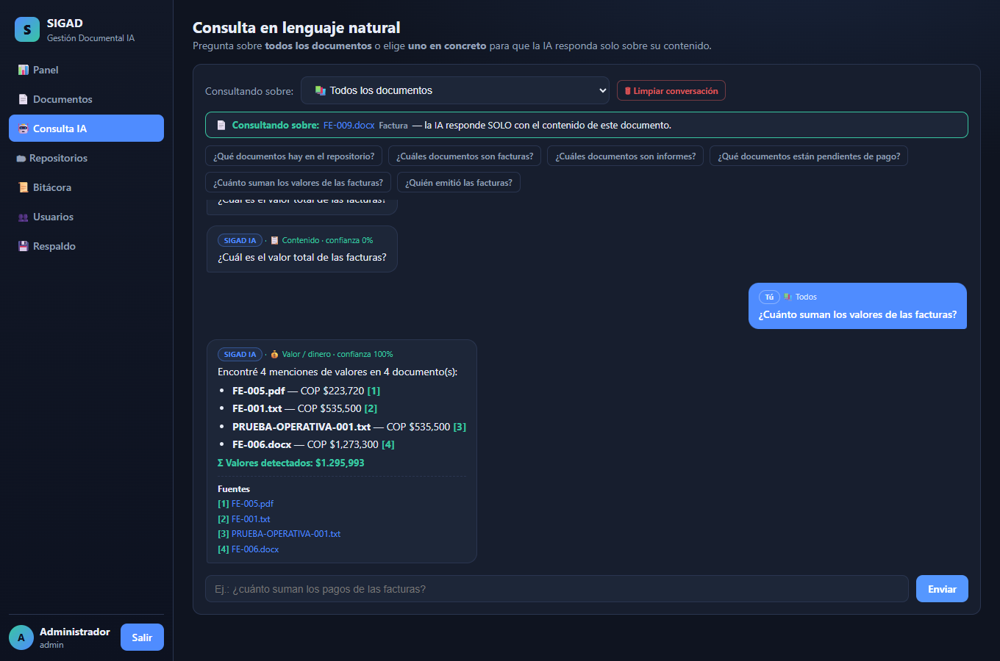 S
SIGAD
Gestión Documental IA
Panel
Documentos
Consulta IA
Repositorios
Bitácora
Usuarios
Respaldo
A
Administrador
admin
Salir
Consulta en lenguaje natural
Pregunta sobre todos los documentos o elige uno en concreto para que la IA responda solo sobre su contenido.
Consultando sobre:
Todos los documentos
Limpiar conversación
Consultando sobre: FE-009.docx Factura — la IA responde SOLO con el contenido de este documento.
¿Qué documentos hay en el repositorio?
¿Cuáles documentos son facturas?
¿Cuáles documentos son informes?
¿Qué documentos están pendientes de pago?
¿Cuánto suman los valores de las facturas?
¿Quién emitió las facturas?
¿Cuál es el valor total de las facturas?
SIGAD IA · Contenido · confianza 0%
¿Cuál es el valor total de las facturas?
Tú Todos
¿Cuánto suman los valores de las facturas?
SIGAD IA · Valor / dinero · confianza 100%
Encontré 4 menciones de valores en 4 documento(s):
• FE-005.pdf — COP $223,720 [1]
• FE-001.txt — COP $535,500 [2]
• PRUEBA-OPERATIVA-001.txt — COP $535,500 [3]
• FE-006.docx — COP $1,273,300 [4]
Σ Valores detectados: $1.295,993
Fuentes
[1] FE-005.pdf
[2] FE-001.txt
[3] PRUEBA-OPERATIVA-001.txt
[4] FE-006.docx
Ej.: ¿cuánto suman los pagos de las facturas?
Enviar